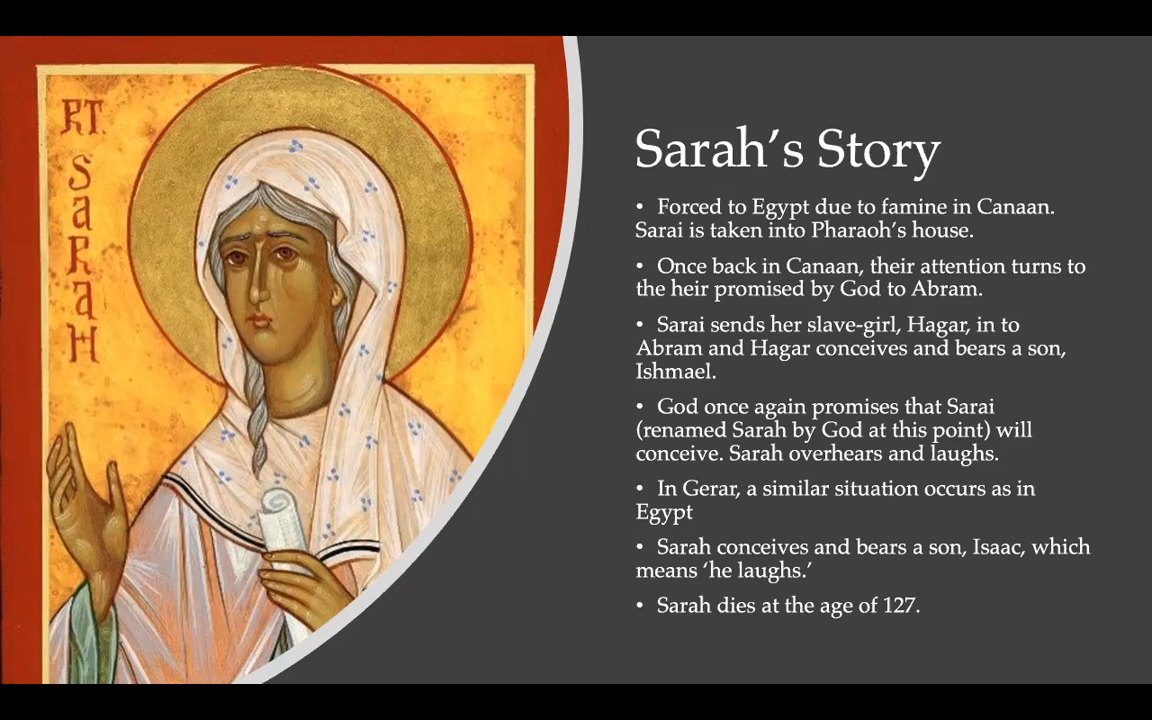 RT
SaRaH
Sarah's Story
• Forced to Egypt due to famine in Canaan.
Sarai is taken into Pharaoh's house.
• Once back in Canaan, their attention turns to
the heir promised by God to Abram.
• Sarai sends her slave-girl, Hagar, in to
Abram and Hagar conceives and bears a son,
Ishmael.
• God once again promises that Sarai
(renamed Sarah by God at this point) will
conceive. Sarah overhears and laughs.
• In Gerar, a similar situation occurs as in
Egypt
• Sarah conceives and bears a son, Isaac, which
means ‘he laughs.’
• Sarah dies at the age of 127.